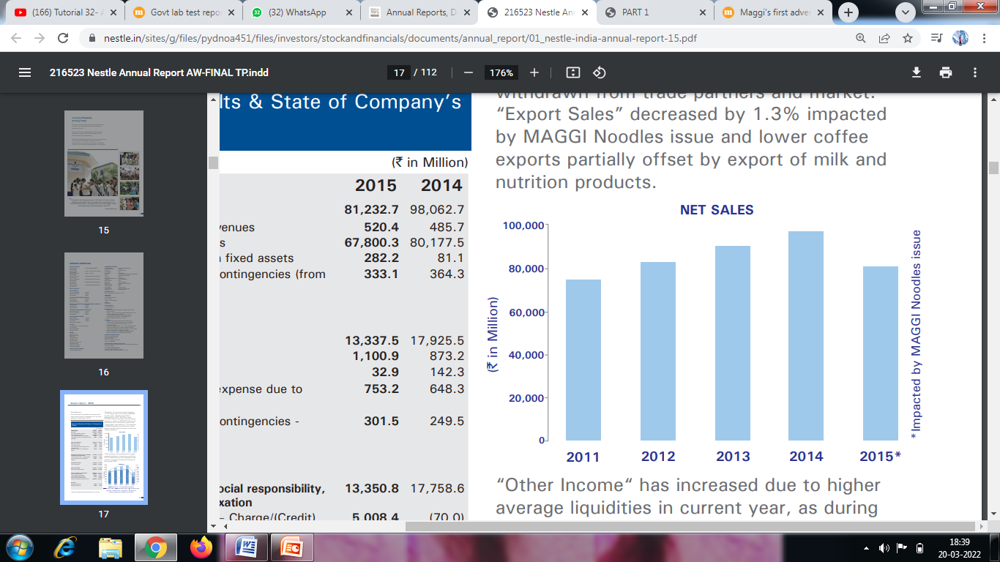 (166) Tutorial 32- A
Govt lab test repo
(32) WhatsApp
Annual Reports, D
216523 Nestle An
PART 1
Maggi's first adve
nestle.in/sites/g/files/pydnoa451/files/investors/stockandfinancials/documents/annual_report/01_nestle-india-annual-report-15.pdf
216523 Nestle Annual Report AW-FINAL TP.indd
17 / 112
176%
15
16
17
lts & State of Company's
(₹ in Million)
2015 2014
81,232.7 98,062.7
venues 520.4 485.7
s 67,800.3 80,177.5
fixed assets 282.2 81.1
ontingencies (from 333.1 364.3
13,337.5 17,925.5
1,100.9 873.2
32.9 142.3
expense due to 753.2 648.3
ontingencies - 301.5 249.5
ocial responsibility, 13,350.8 17,758.6
xation
– Charge/(Credit) 5,008.4 (70.0)
withdrawn from trade partners and market.
“Export Sales” decreased by 1.3% impacted
by MAGGI Noodles issue and lower coffee
exports partially offset by export of milk and
nutrition products.
NET SALES
(₹ in Million)
100,000
80,000
60,000
40,000
20,000
0
2011 2012 2013 2014 2015*
*Impacted by MAGGI Noodles issue
“Other Income“ has increased due to higher
average liquidities in current year, as during
18:39
20-03-2022